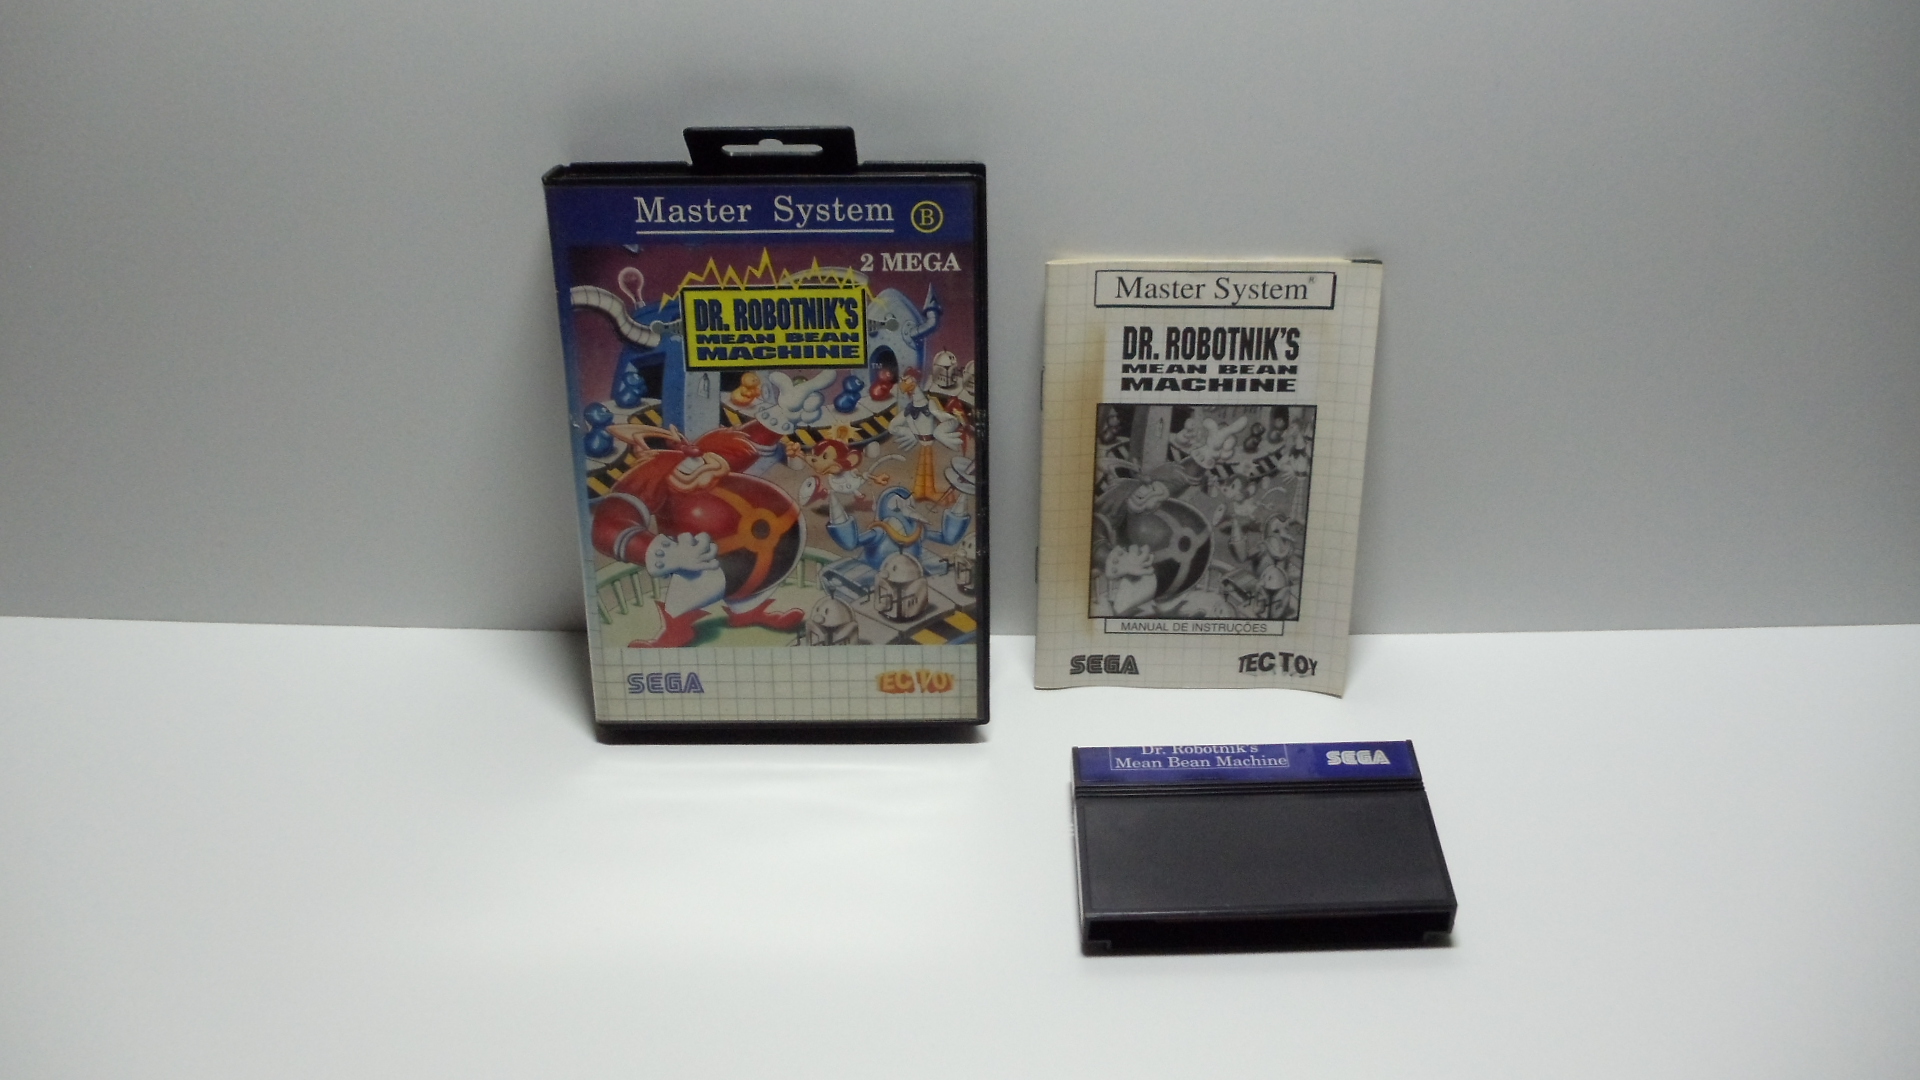 Master System B
2 MEGA
DR. ROBOTNIK'S
MEAN BEAN
MACHINE
TM
SEGA
TEC TOY
Master System®
DR. ROBOTNIK'S
MEAN BEAN
MACHINE
MANUAL DE INSTRUÇÕES
SEGA
TEC TOY
Dr. Robotnik's
Mean Bean Machine
SEGA